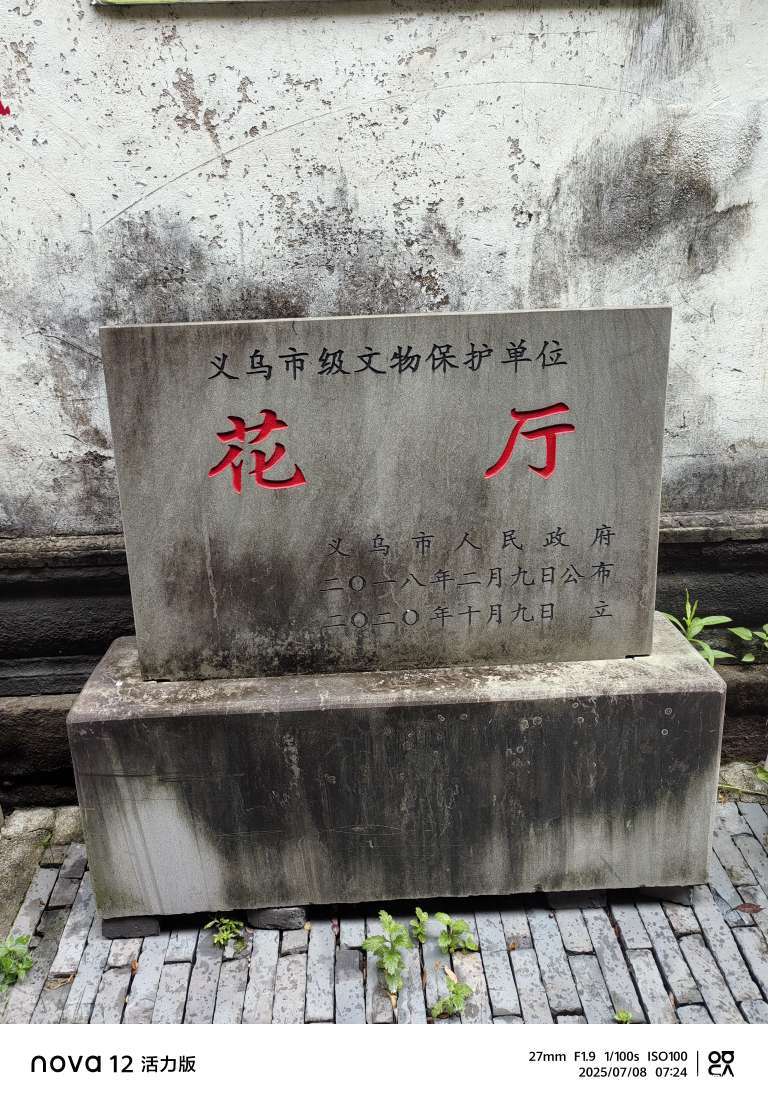 义乌市级文物保护单位
花厅
义乌市人民政府
二〇一八年二月九日公布
二〇二〇年十月九日 立
nova 12 活力版
27mm F1.9 1/100s ISO100
2025/07/08 07:24